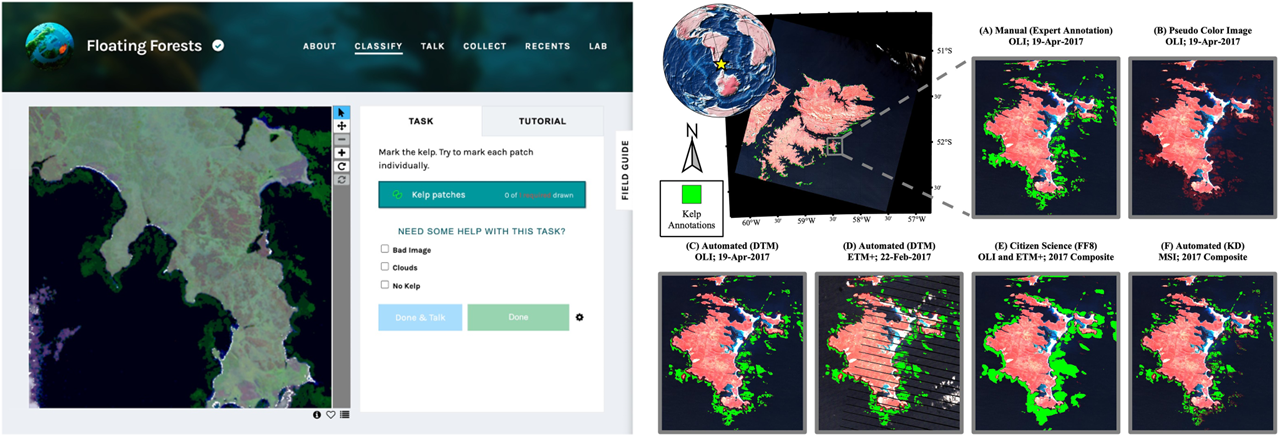 Floating Forests
ABOUT CLASSIFY TALK COLLECT RECENTS LAB
TASK TUTORIAL
Mark the kelp. Try to mark each patch
individually.
Kelp patches 0 of drawn
NEED SOME HELP WITH THIS TASK?
Bad Image
Clouds
No Kelp
Done & Talk Done
FIELD GUIDE
N
Kelp
Annotations
51°S
30'
52°S
30'
60°W 30' 59°W 30' 58°W 30' 57°W
(A) Manual (Expert Annotation)
OLI; 19-Apr-2017
(B) Pseudo Color Image
OLI; 19-Apr-2017
(C) Automated (DTM)
OLI; 19-Apr-2017
(D) Automated (DTM)
ETM+; 22-Feb-2017
(E) Citizen Science (FF8)
OLI and ETM+; 2017 Composite
(F) Automated (KD)
MSI; 2017 Composite